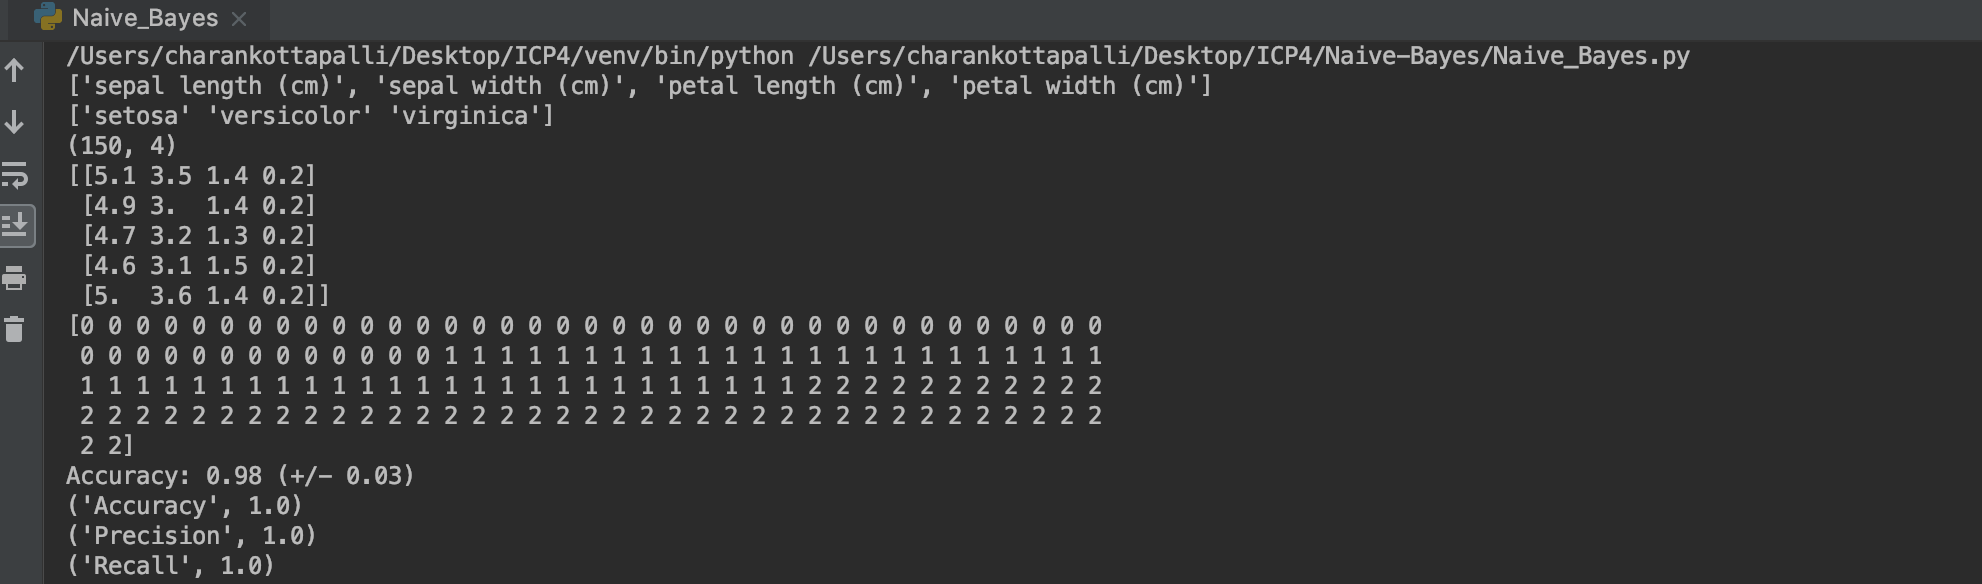 Naive_Bayes
/Users/charankottapalli/Desktop/ICP4/venv/bin/python /Users/charankottapalli/Desktop/ICP4/Naive-Bayes/Naive_Bayes.py
['sepal length (cm)', 'sepal width (cm)', 'petal length (cm)', 'petal width (cm)']
['setosa' 'versicolor' 'virginica']
(150, 4)
[[5.1 3.5 1.4 0.2]
 [4.9 3.  1.4 0.2]
 [4.7 3.2 1.3 0.2]
 [4.6 3.1 1.5 0.2]
 [5.  3.6 1.4 0.2]]
[0 0 0 0 0 0 0 0 0 0 0 0 0 0 0 0 0 0 0 0 0 0 0 0 0 0 0 0 0 0 0 0 0 0 0 0 0
 0 0 0 0 0 0 0 0 0 0 0 0 0 1 1 1 1 1 1 1 1 1 1 1 1 1 1 1 1 1 1 1 1 1 1 1 1
 1 1 1 1 1 1 1 1 1 1 1 1 1 1 1 1 1 1 1 1 1 1 1 1 1 1 2 2 2 2 2 2 2 2 2 2 2
 2 2 2 2 2 2 2 2 2 2 2 2 2 2 2 2 2 2 2 2 2 2 2 2 2 2 2 2 2 2 2 2 2 2 2 2 2
 2 2]
Accuracy: 0.98 (+/- 0.03)
('Accuracy', 1.0)
('Precision', 1.0)
('Recall', 1.0)